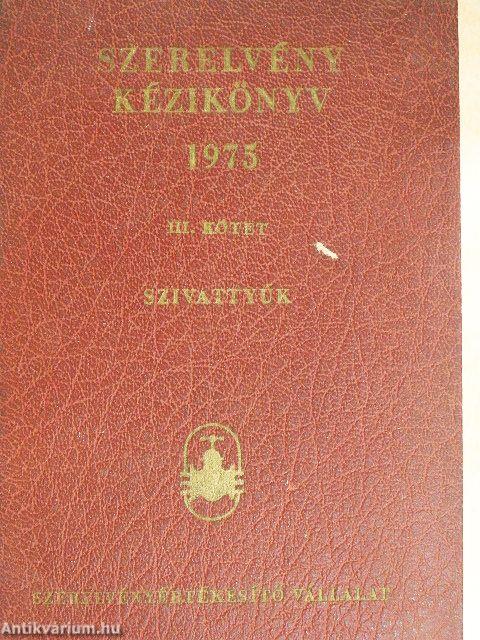 SZERELVÉNY
KÉZIKÖNYV
1975
III. KÖTET
SZIVATTYÚK
SZERELVÉNYÉRTÉKESÍTŐ VÁLLALAT
Antikvarium.hu